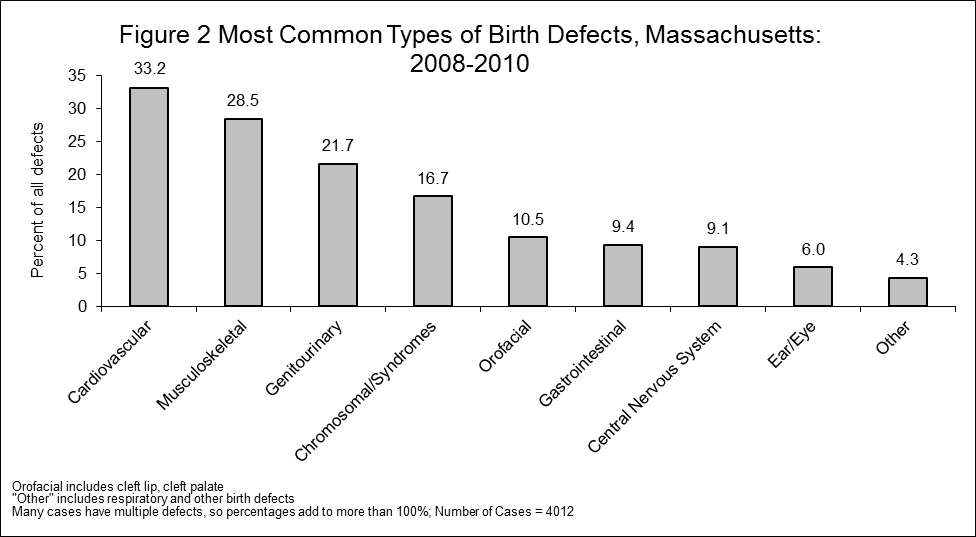 Figure 2 Most Common Types of Birth Defects, Massachusetts:
2008-2010
Percent of all defects
35
30
25
20
15
10
5
0
33.2
28.5
21.7
16.7
10.5
9.4
9.1
6.0
4.3
Cardiovascular
Musculoskeletal
Genitourinary
Chromosomal/Syndromes
Orofacial
Gastrointestinal
Central Nervous System
Ear/Eye
Other
Orofacial includes cleft lip, cleft palate
"Other" includes respiratory and other birth defects
Many cases have multiple defects, so percentages add to more than 100%; Number of Cases = 4012